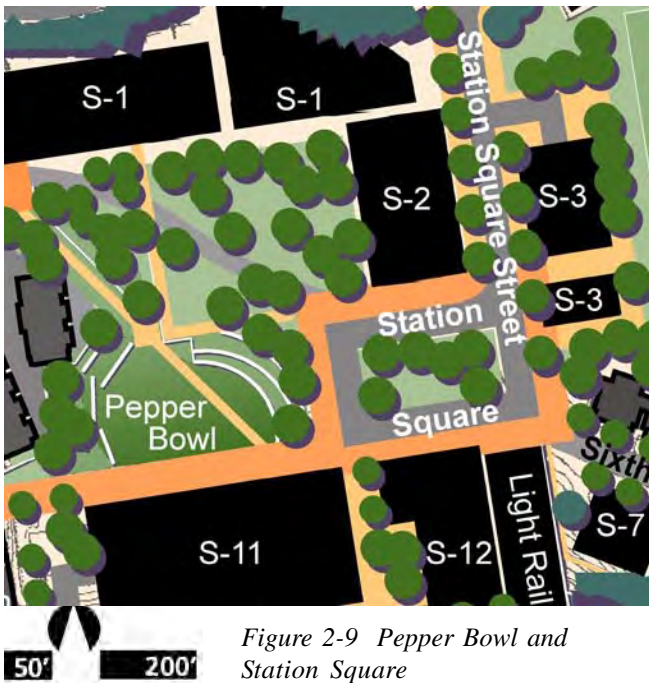 S-1
S-1
Station Square Street
S-2
S-3
S-3
Station
Square
Pepper
Bowl
Sixth
Light Rail
S-7
S-11
S-12
50'
200'
Figure 2-9 Pepper Bowl and
Station Square